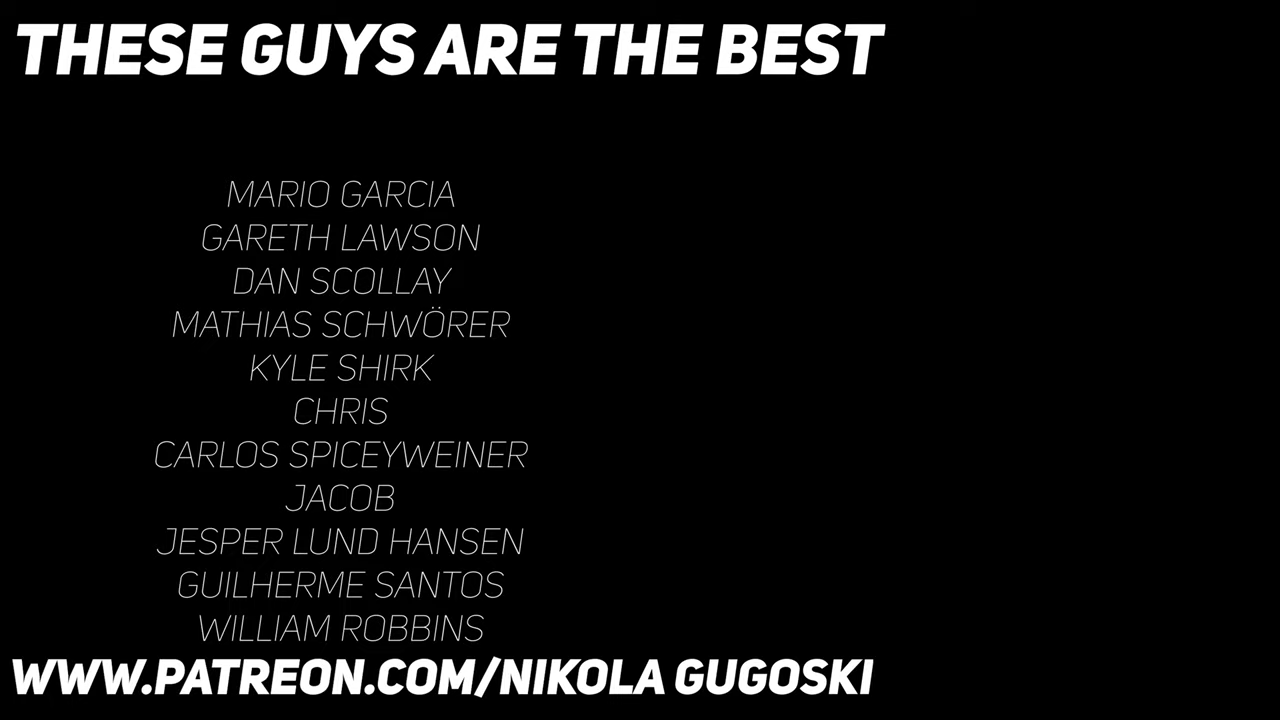 THESE GUYS ARE THE BEST
MARIO GARCIA
GARETH LAWSON
DAN SCOLLAY
MATHIAS SCHWÖRER
KYLE SHIRK
CHRIS
CARLOS SPICEYWEINER
JACOB
JESPER LUND HANSEN
GUILHERME SANTOS
WILLIAM ROBBINS
WWW.PATREON.COM/NIKOLA GUGOSKI